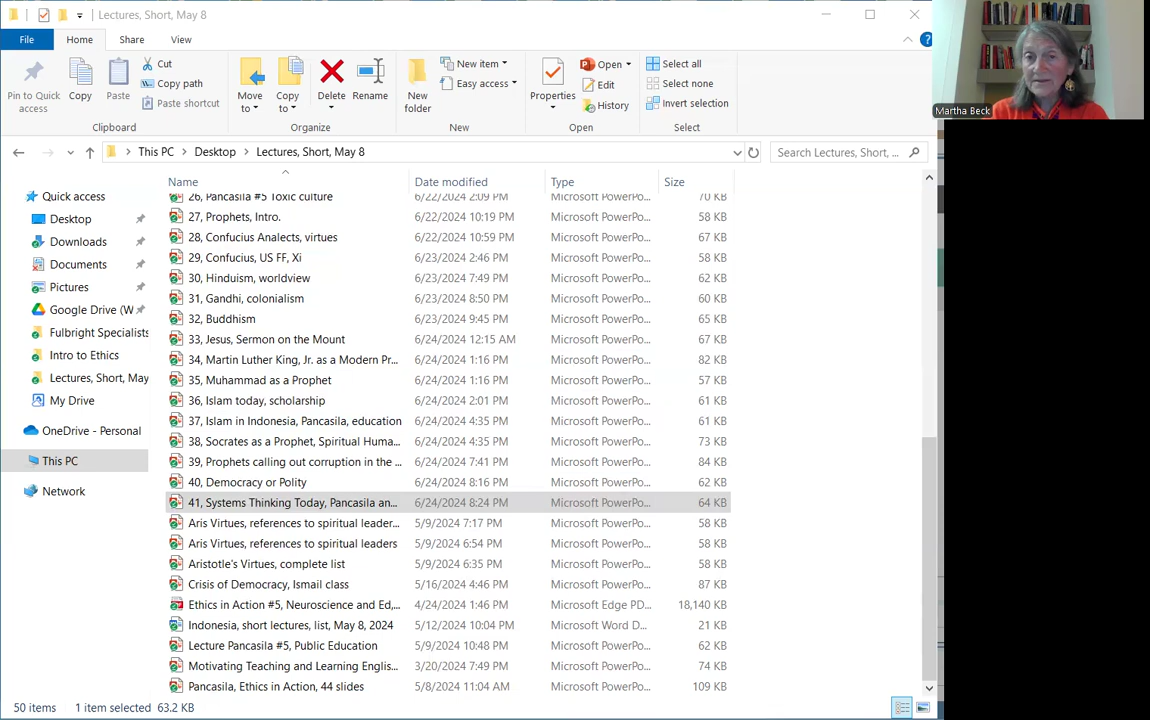 Lectures, Short, May 8
File
Home
Share
View
Pin to Quick access
Copy
Paste
Cut
Copy path
Paste shortcut
Clipboard
Move to
Copy to
Delete
Rename
Organize
New folder
New item
Easy access
New
Properties
Open
Edit
History
Open
Select all
Select none
Invert selection
Select
Martha Beck
This PC > Desktop > Lectures, Short, May 8
Search Lectures, Short, ...
Quick access
Desktop
Downloads
Documents
Pictures
Google Drive (W
Fulbright Specialists
Intro to Ethics
Lectures, Short, May
My Drive
OneDrive - Personal
This PC
Network
Name Date modified Type Size
26, Pancasila #5 Toxic culture 6/22/2024 2:09 PM Microsoft PowerPo... 70 KB
27, Prophets, Intro. 6/22/2024 10:19 PM Microsoft PowerPo... 58 KB
28, Confucius Analects, virtues 6/22/2024 10:59 PM Microsoft PowerPo... 67 KB
29, Confucius, US FF, Xi 6/23/2024 2:46 PM Microsoft PowerPo... 58 KB
30, Hinduism, worldview 6/23/2024 7:49 PM Microsoft PowerPo... 62 KB
31, Gandhi, colonialism 6/23/2024 8:50 PM Microsoft PowerPo... 60 KB
32, Buddhism 6/23/2024 9:45 PM Microsoft PowerPo... 65 KB
33, Jesus, Sermon on the Mount 6/24/2024 12:15 AM Microsoft PowerPo... 67 KB
34, Martin Luther King, Jr. as a Modern Pr... 6/24/2024 1:16 PM Microsoft PowerPo... 82 KB
35, Muhammad as a Prophet 6/24/2024 1:16 PM Microsoft PowerPo... 57 KB
36, Islam today, scholarship 6/24/2024 2:01 PM Microsoft PowerPo... 61 KB
37, Islam in Indonesia, Pancasila, education 6/24/2024 4:35 PM Microsoft PowerPo... 61 KB
38, Socrates as a Prophet, Spiritual Huma... 6/24/2024 4:35 PM Microsoft PowerPo... 73 KB
39, Prophets calling out corruption in the ... 6/24/2024 7:41 PM Microsoft PowerPo... 84 KB
40, Democracy or Polity 6/24/2024 8:16 PM Microsoft PowerPo... 62 KB
41, Systems Thinking Today, Pancasila an... 6/24/2024 8:24 PM Microsoft PowerPo... 64 KB
Aris Virtues, references to spiritual leader... 5/9/2024 7:17 PM Microsoft PowerPo... 58 KB
Aris Virtues, references to spiritual leaders 5/9/2024 6:54 PM Microsoft PowerPo... 58 KB
Aristotle's Virtues, complete list 5/9/2024 6:35 PM Microsoft PowerPo... 58 KB
Crisis of Democracy, Ismail class 5/16/2024 4:46 PM Microsoft PowerPo... 87 KB
Ethics in Action #5, Neuroscience and Ed,... 4/24/2024 1:46 PM Microsoft Edge PD... 18,140 KB
Indonesia, short lectures, list, May 8, 2024 5/12/2024 10:04 PM Microsoft Word D... 21 KB
Lecture Pancasila #5, Public Education 5/9/2024 10:48 PM Microsoft PowerPo... 62 KB
Motivating Teaching and Learning Englis... 3/20/2024 7:49 PM Microsoft PowerPo... 74 KB
Pancasila, Ethics in Action, 44 slides 5/8/2024 11:04 AM Microsoft PowerPo... 109 KB
50 items 1 item selected 63.2 KB